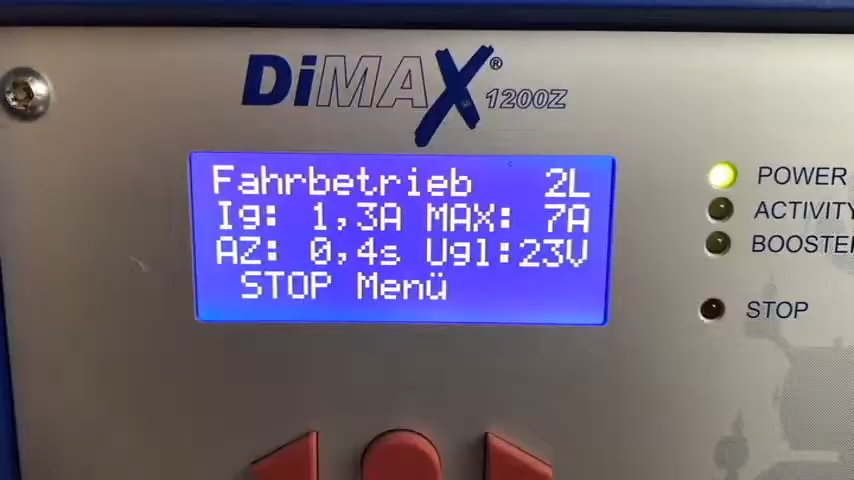 DiMAX®
1200Z
Fahrbetrieb 2L
Ig: 1,3A MAX: 7A
AZ: 0,4s Ugl:23V
STOP Menü
POWER
ACTIVITY
BOOSTER
STOP